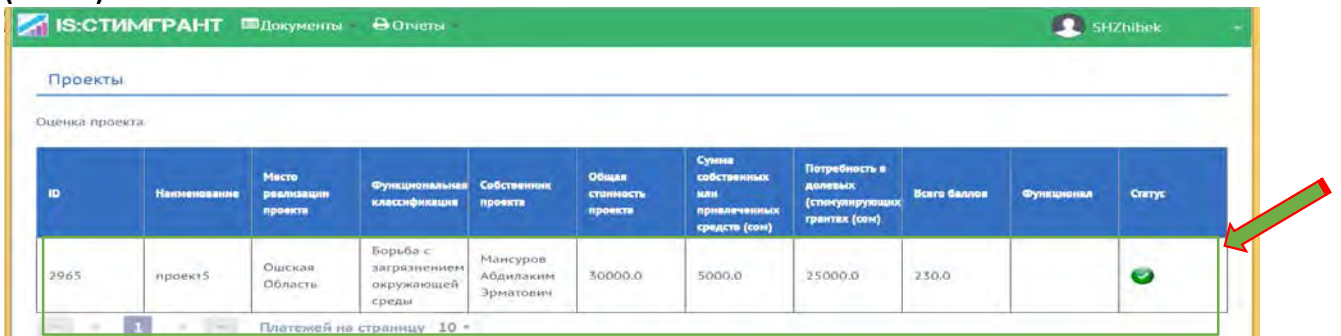 IS:СТИМГРАНТ Документы Отчеты SHZhibek
Проекты
Оценка проекта
ID
Наименование
Место
реализации
проекта
Функциональная
классификация
Собственник
проекта
Общая
стоимость
проекта
Сумма
собственных
или
привлеченных
средств (сом)
Потребность в
долевых
(стимулирующих
грантах (сом)
Всего баллов
Функционал
Статус
2965
проект5
Ошская
Область
Борьба с
загрязнением
окружающей
среды
Мансуров
Абдилаким
Эрматович
30000.0
5000.0
25000.0
230.0
1 Платежей на страницу 10